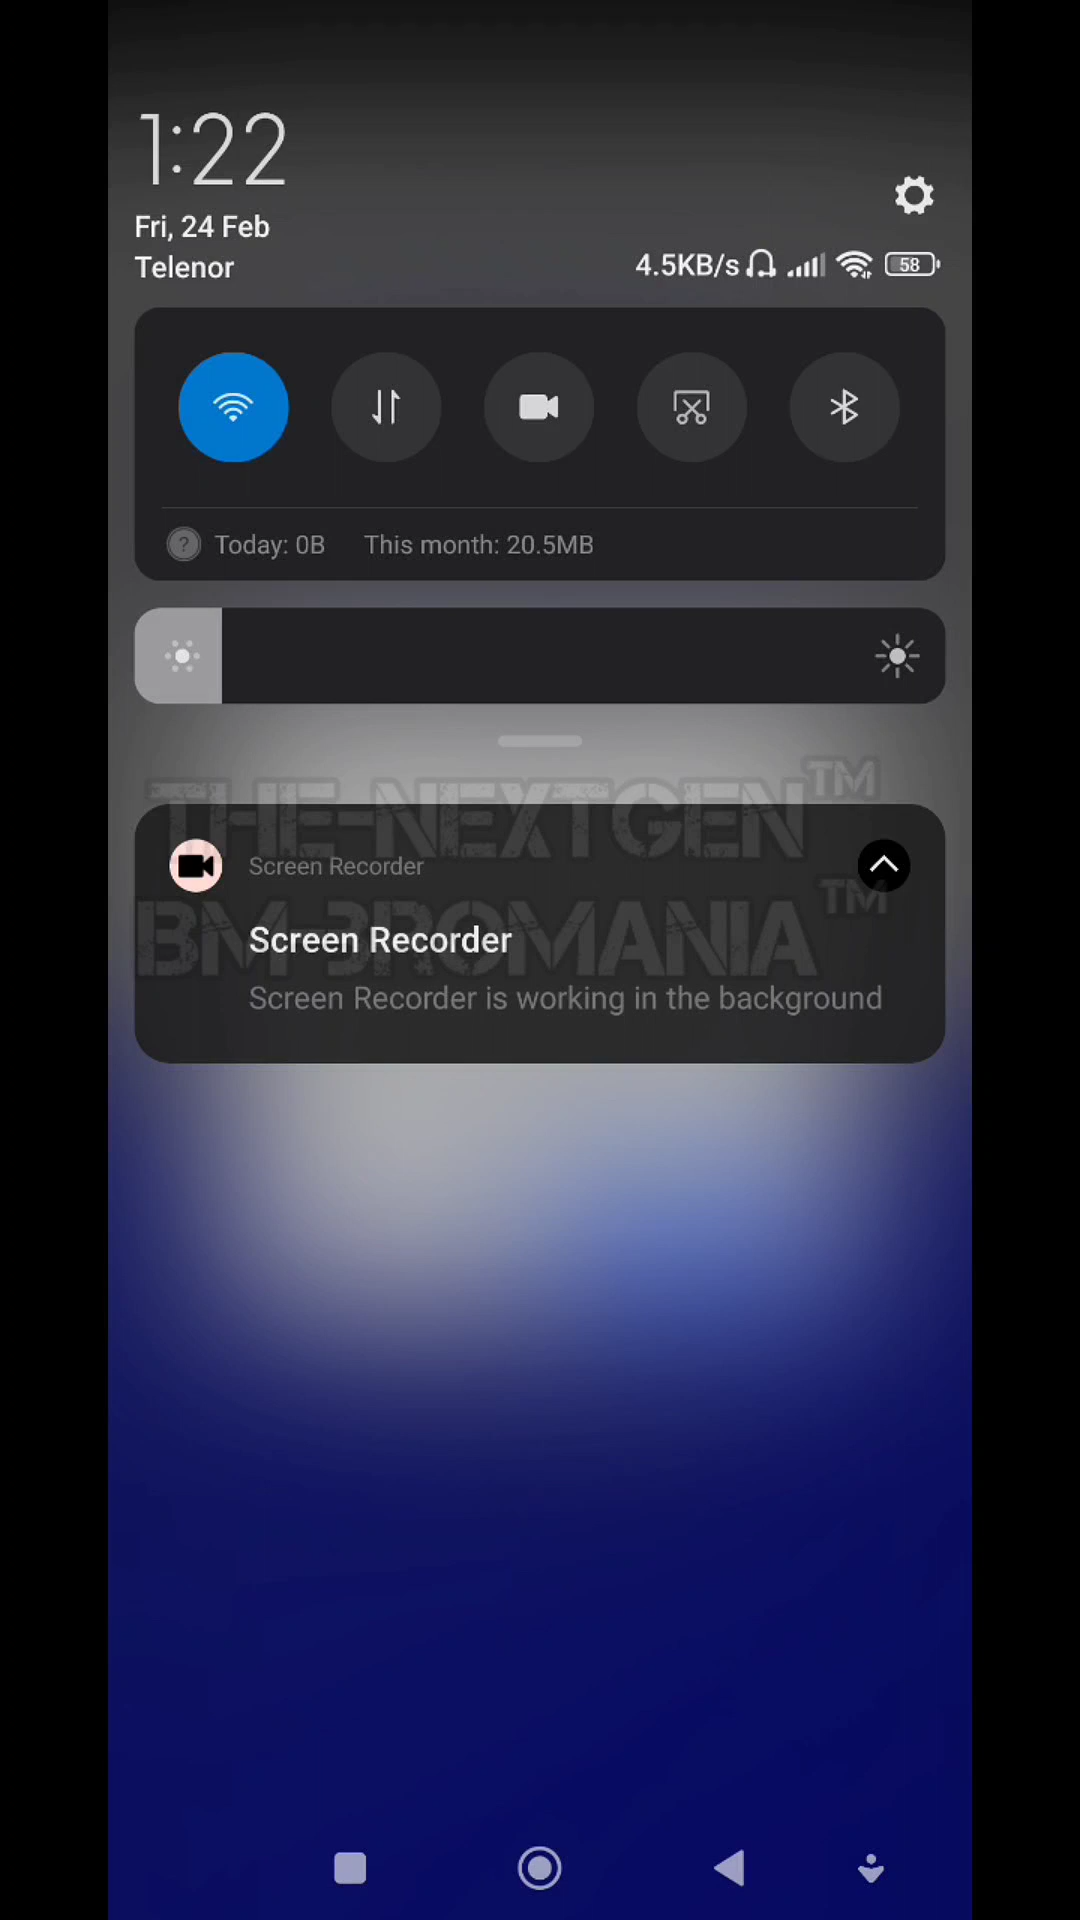 1:22
Fri, 24 Feb
Telenor
4.5KB/s 58
Today: 0B This month: 20.5MB
THE-NEXTGEN™
Screen Recorder
BM-BROMANIA™
Screen Recorder
Screen Recorder is working in the background